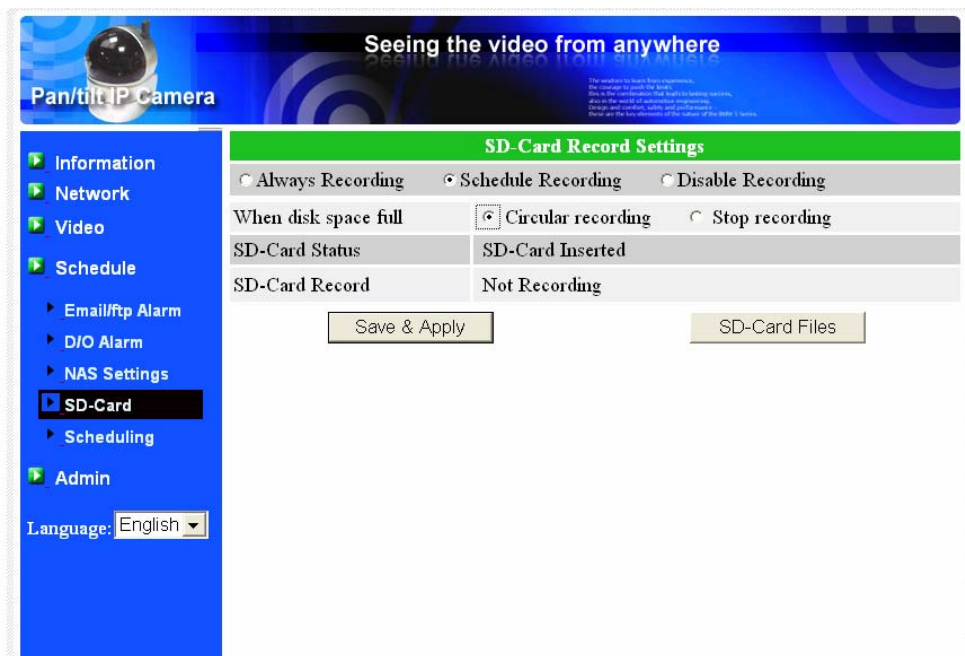 Seeing the video from anywhere
Pan/tilt IP Camera
Information
Network
Video
Schedule
Email/ftp Alarm
D/O Alarm
NAS Settings
SD-Card
Scheduling
Admin
Language: English
SD-Card Record Settings
Always Recording Schedule Recording Disable Recording
When disk space full Circular recording Stop recording
SD-Card Status SD-Card Inserted
SD-Card Record Not Recording
Save & Apply SD-Card Files